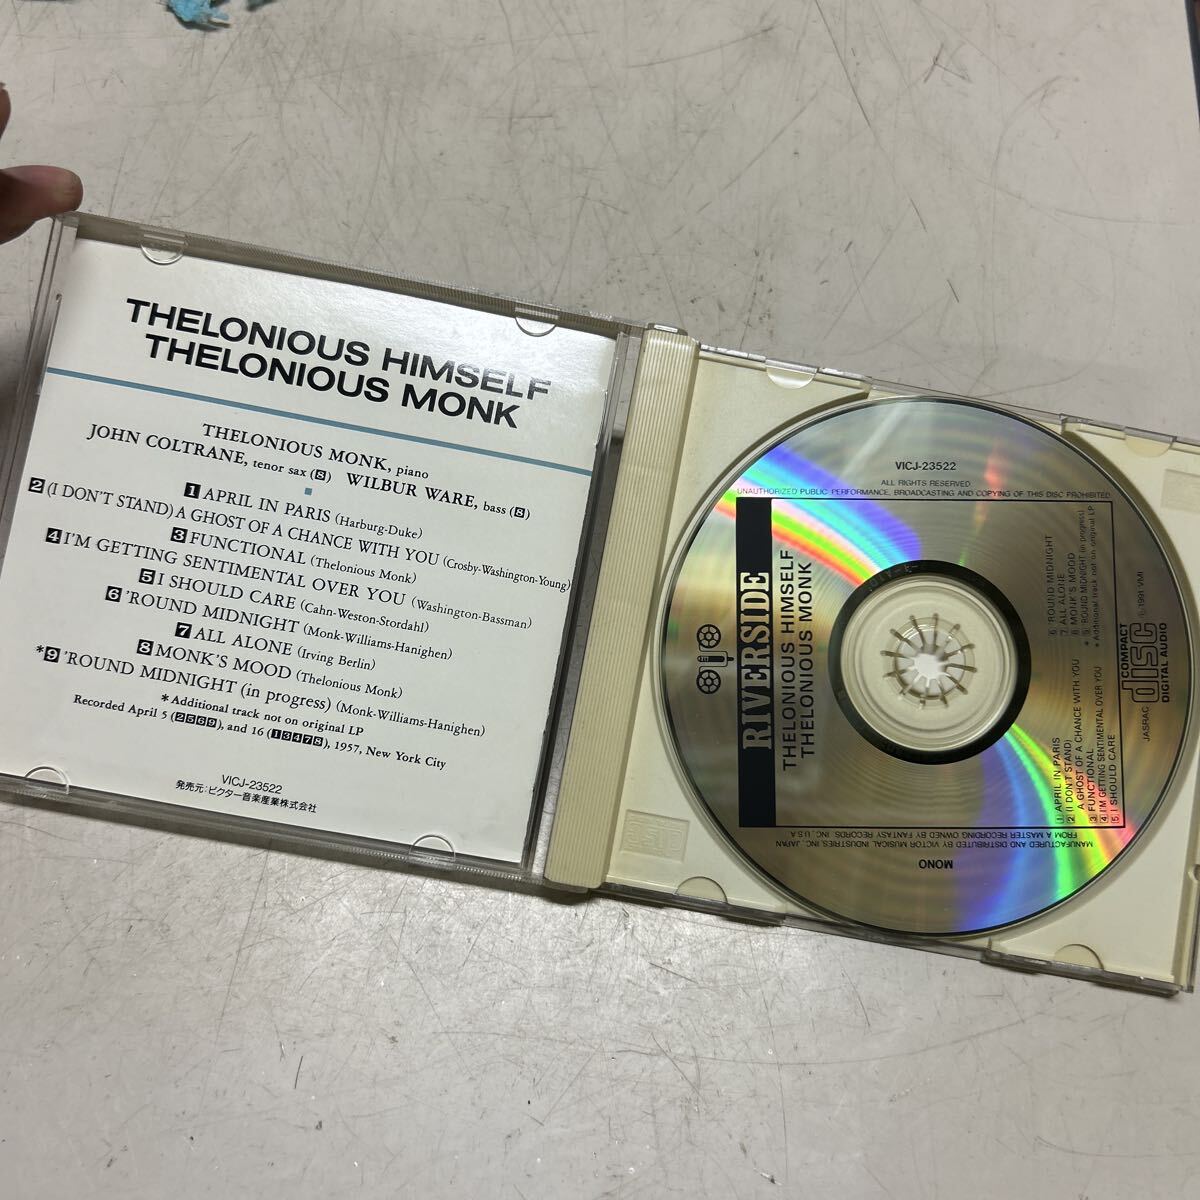 THELONIOUS HIMSELF
THELONIOUS MONK
THELONIOUS MONK, piano
JOHN COLTRANE, tenor sax (8) WILBUR WARE, bass (8)
1 APRIL IN PARIS (Harburg-Duke)
2 (I DON'T STAND) A GHOST OF A CHANCE WITH YOU (Crosby-Washington-Young)
3 FUNCTIONAL (Thelonious Monk)
4 I'M GETTING SENTIMENTAL OVER YOU (Washington-Bassman)
5 I SHOULD CARE (Cahn-Weston-Stordahl)
6 'ROUND MIDNIGHT (Monk-Williams-Hanighen)
7 ALL ALONE (Irving Berlin)
8 MONK'S MOOD (Thelonious Monk)
*9 'ROUND MIDNIGHT (in progress) (Monk-Williams-Hanighen)
*Additional track not on original LP
Recorded April 5 (2569), and 16 (13478), 1957, New York City
VICJ-23522
発売元:ビクター音楽産業株式会社
VICJ-23522
ALL RIGHTS RESERVED.
UNAUTHORIZED PUBLIC PERFORMANCE, BROADCASTING AND COPYING OF THIS DISC PROHIBITED
RIVERSIDE
THELONIOUS HIMSELF
THELONIOUS MONK
1 APRIL IN PARIS
2 (I DON'T STAND)
A GHOST OF A CHANCE WITH YOU
3 FUNCTIONAL
4 I'M GETTING SENTIMENTAL OVER YOU
5 I SHOULD CARE
6 'ROUND MIDNIGHT
7 ALL ALONE
8 MONK'S MOOD
* 9 'ROUND MIDNIGHT (in progress)
*Additional track not on original LP
℗1991 VMI
COMPACT
disc
DIGITAL AUDIO
JASRAC
MANUFACTURED AND DISTRIBUTED BY VICTOR MUSICAL INDUSTRIES, INC., JAPAN
FROM A MASTER RECORDING OWNED BY FANTASY RECORDS, INC. U.S.A
MONO